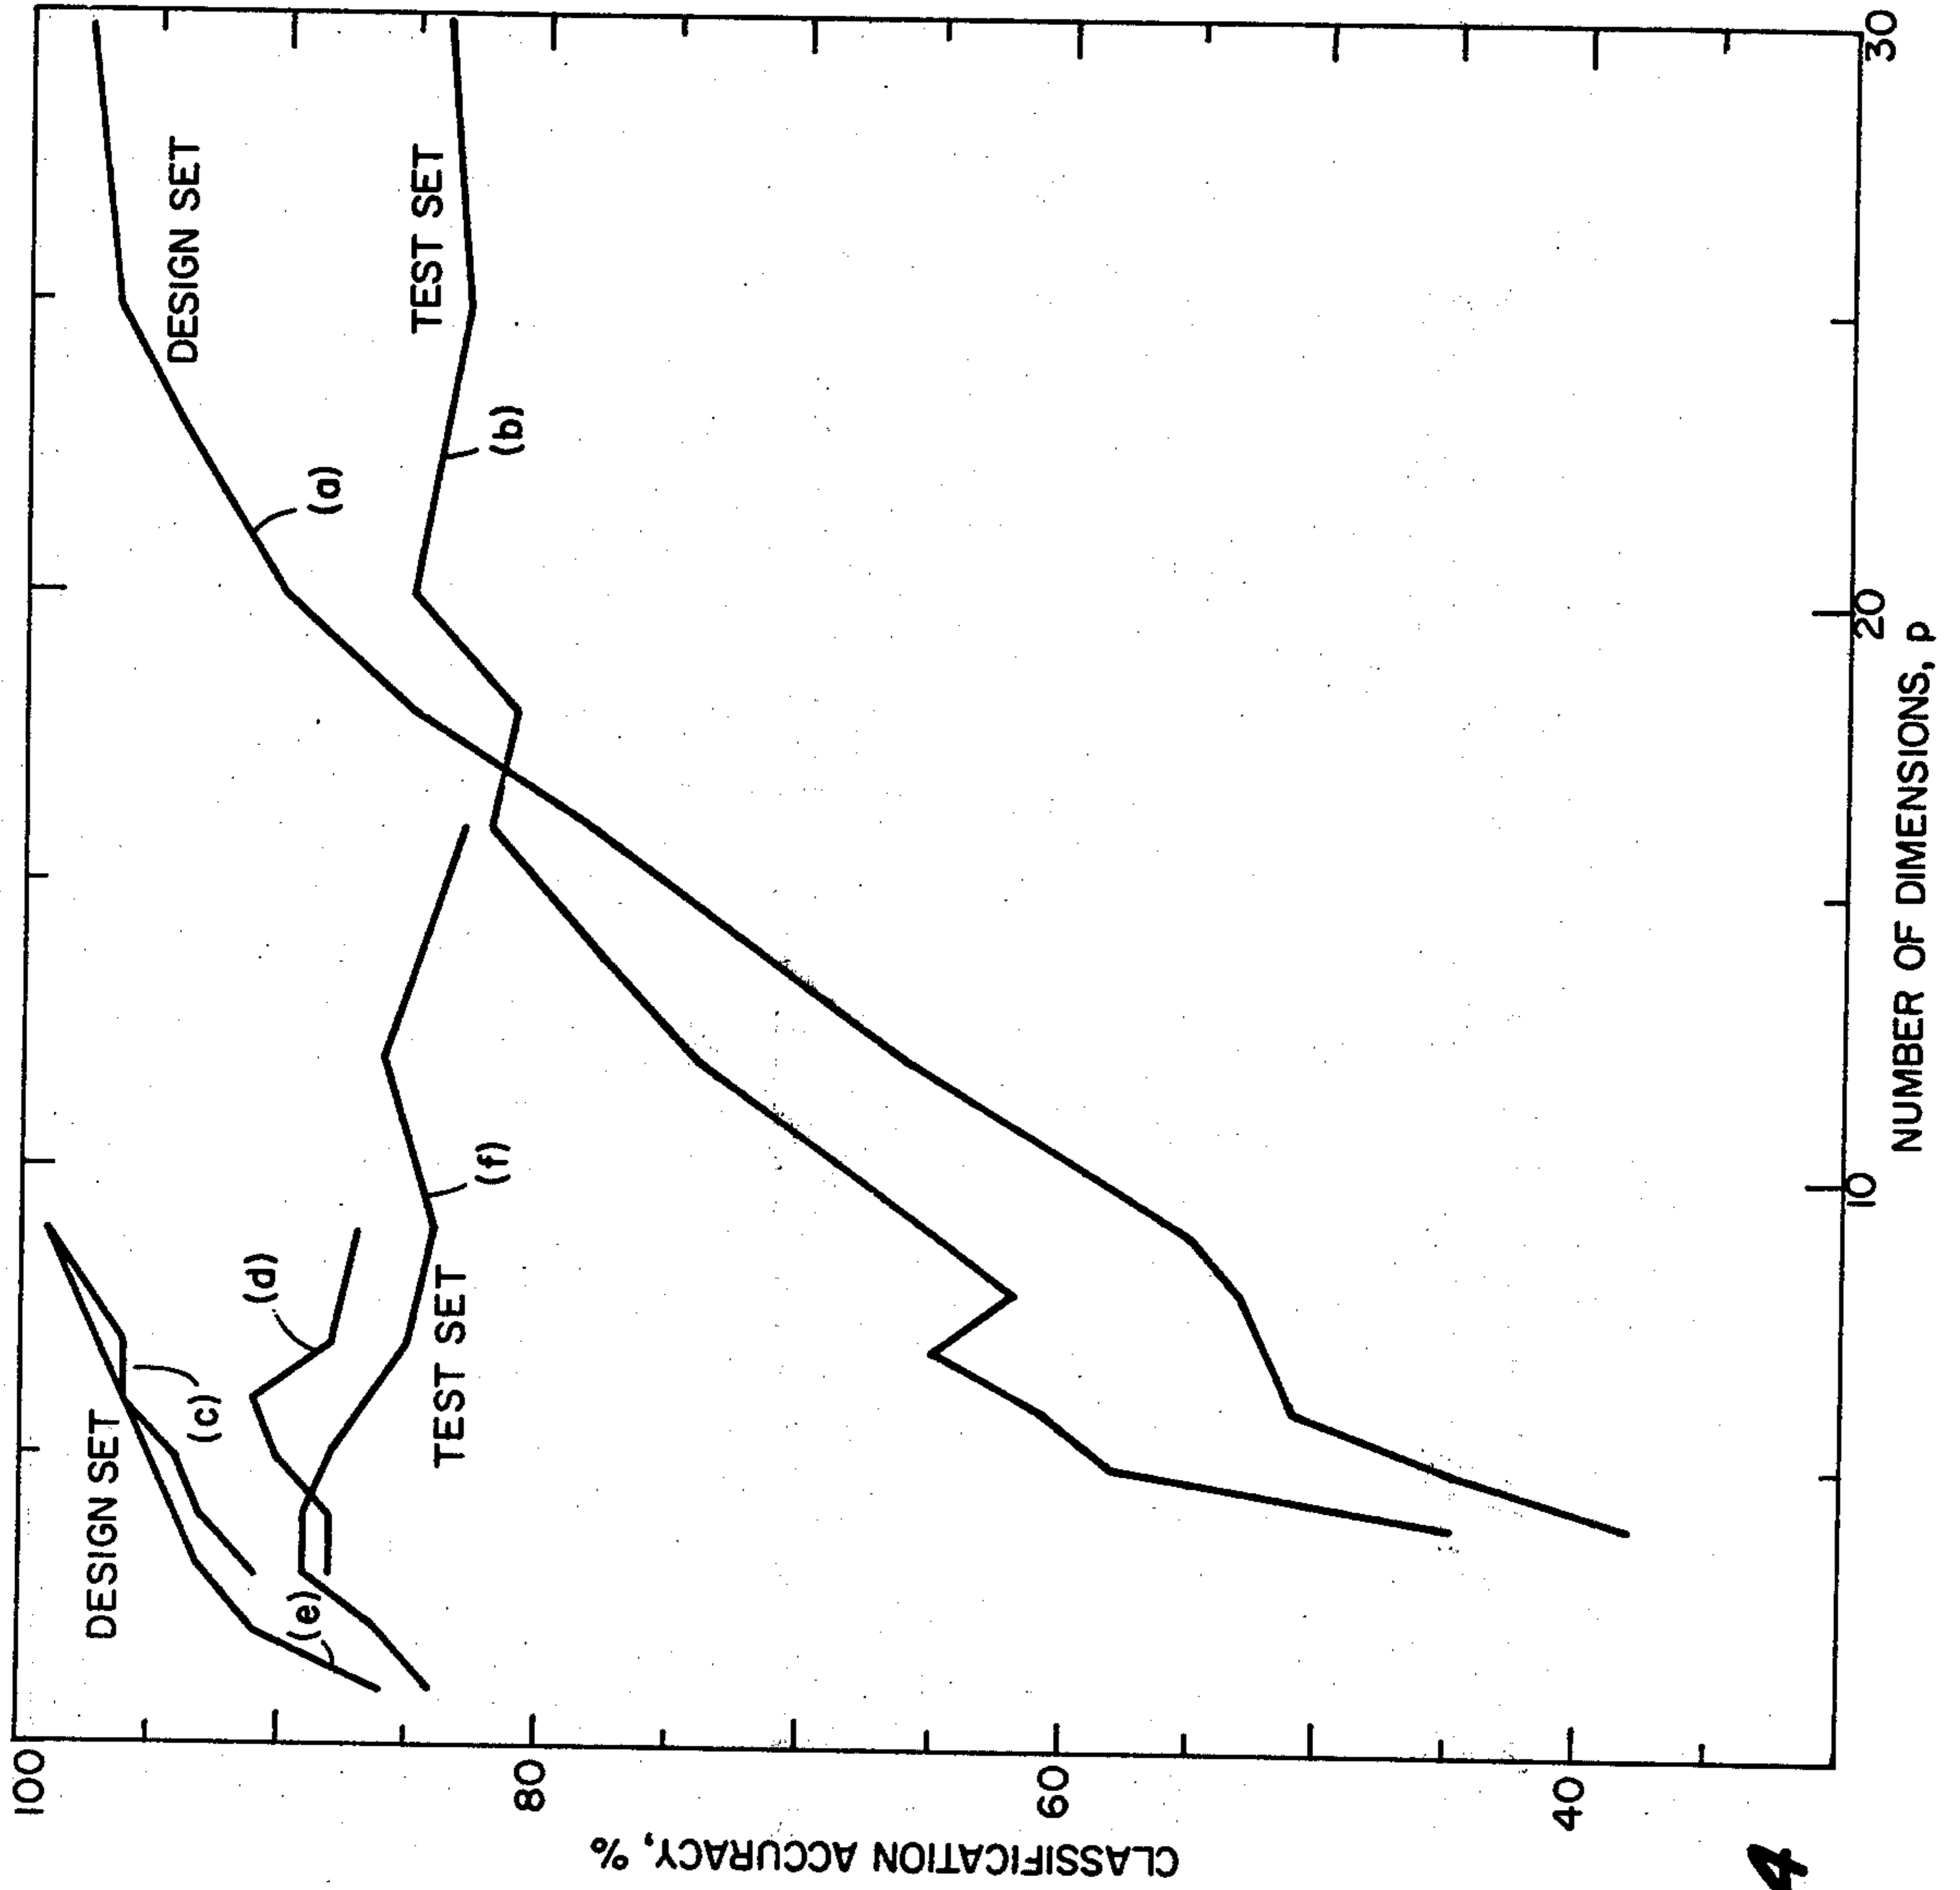 100
80
60
40
CLASSIFICATION ACCURACY, %
10
20
30
NUMBER OF DIMENSIONS, p
DESIGN SET
(c)
(d)
(e)
(f)
TEST SET
DESIGN SET
(a)
TEST SET
(b)
4